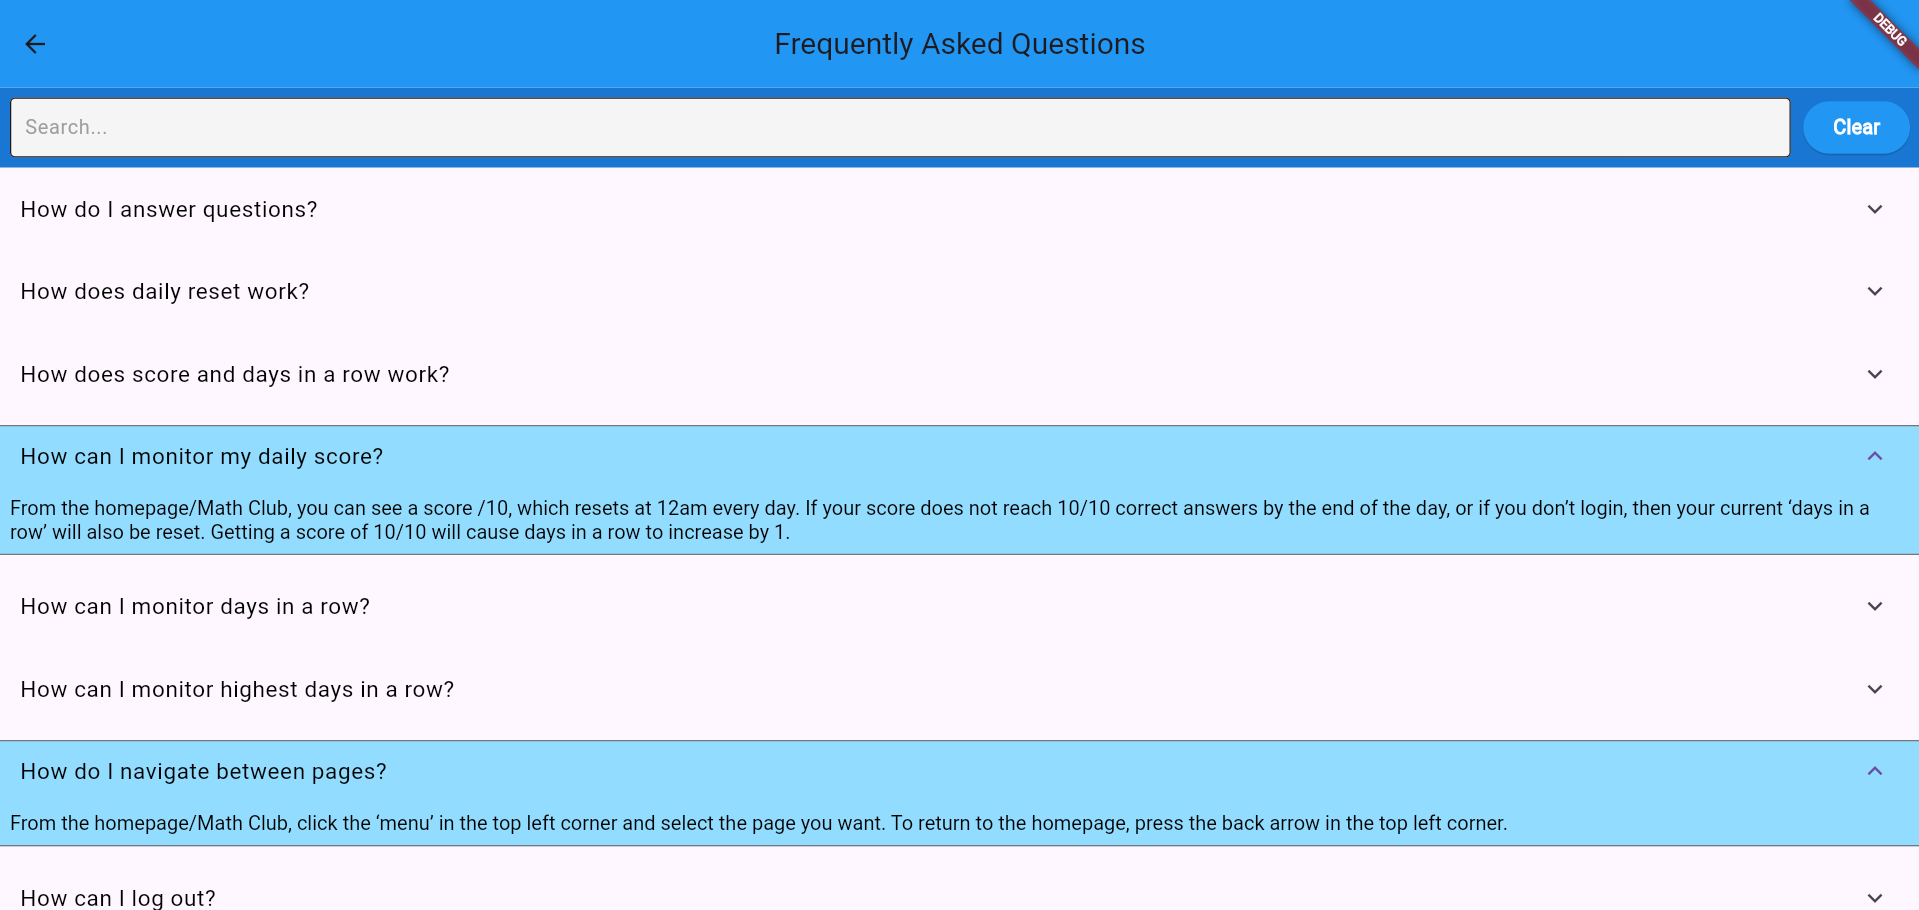 Frequently Asked Questions
DEBUG
Search...
Clear
How do I answer questions?
How does daily reset work?
How does score and days in a row work?
How can I monitor my daily score?
From the homepage/Math Club, you can see a score /10, which resets at 12am every day. If your score does not reach 10/10 correct answers by the end of the day, or if you don’t login, then your current ‘days in a
row’ will also be reset. Getting a score of 10/10 will cause days in a row to increase by 1.
How can I monitor days in a row?
How can I monitor highest days in a row?
How do I navigate between pages?
From the homepage/Math Club, click the ‘menu’ in the top left corner and select the page you want. To return to the homepage, press the back arrow in the top left corner.
How can I log out?